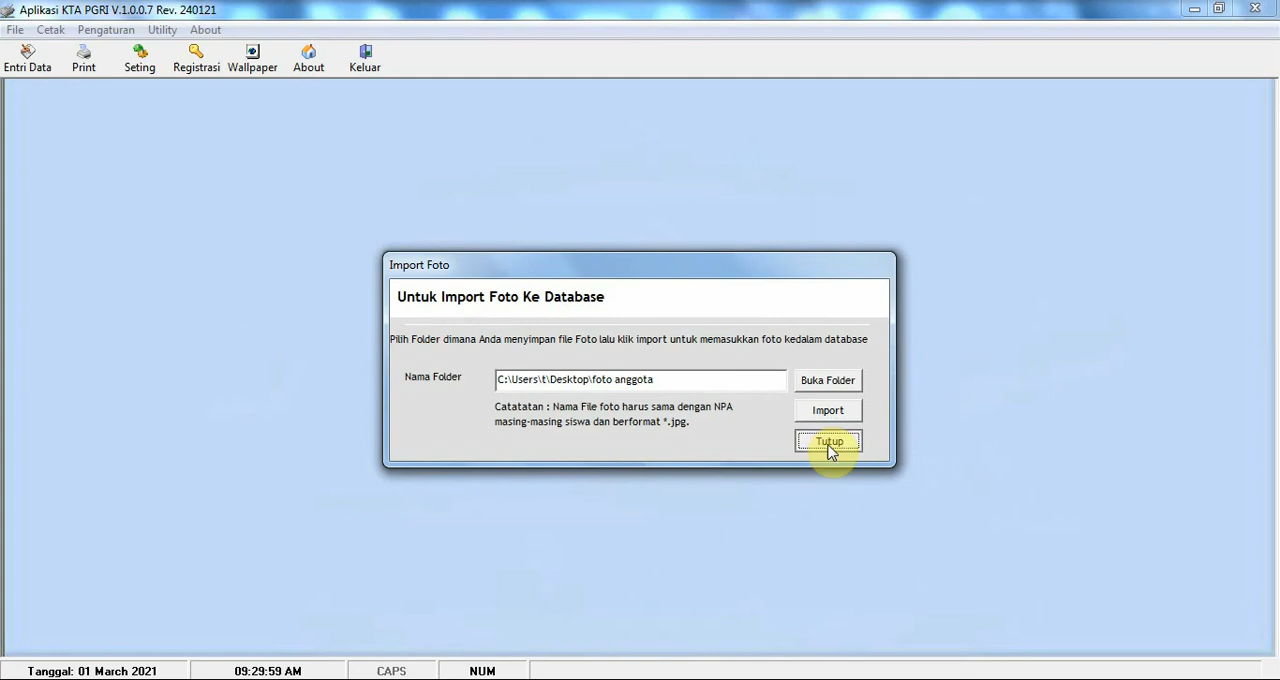 Aplikasi KTA PGRI V.1.0.0.7 Rev. 240121
File Cetak Pengaturan Utility About
Entri Data Print Seting Registrasi Wallpaper About Keluar
Import Foto
Untuk Import Foto Ke Database
Pilih Folder dimana Anda menyimpan file Foto lalu klik import untuk memasukkan foto kedalam database
Nama Folder C:\Users\t\Desktop\foto anggota Buka Folder
Catatatan : Nama File foto harus sama dengan NPA
masing-masing siswa dan berformat *.jpg.
Import
Tutup
Tanggal: 01 March 2021 09:29:59 AM CAPS NUM